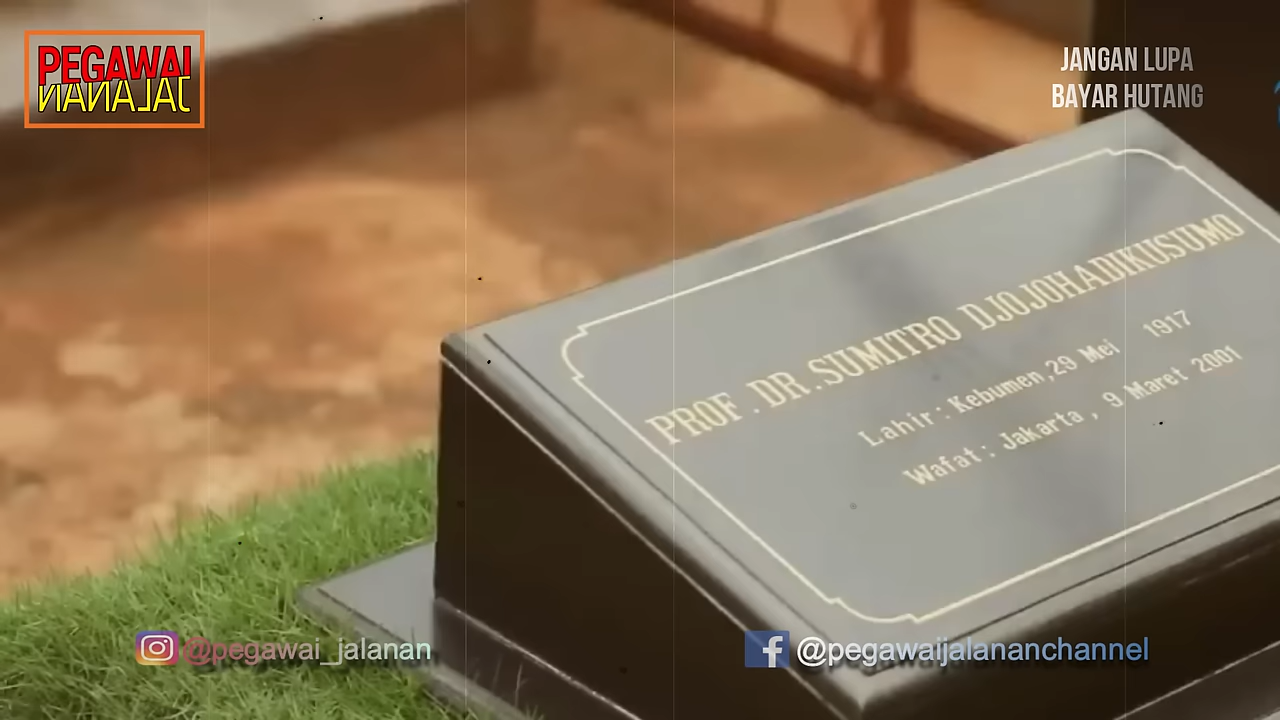 PEGAWAI
JALANAN
JANGAN LUPA
BAYAR HUTANG
PROF. DR. SUMITRO DJOJOHADIKUSUMO
Lahir: Kebumen, 29 Mei 1917
Wafat: Jakarta, 9 Maret 2001
@pegawai_jalanan
@pegawaijalananchannel